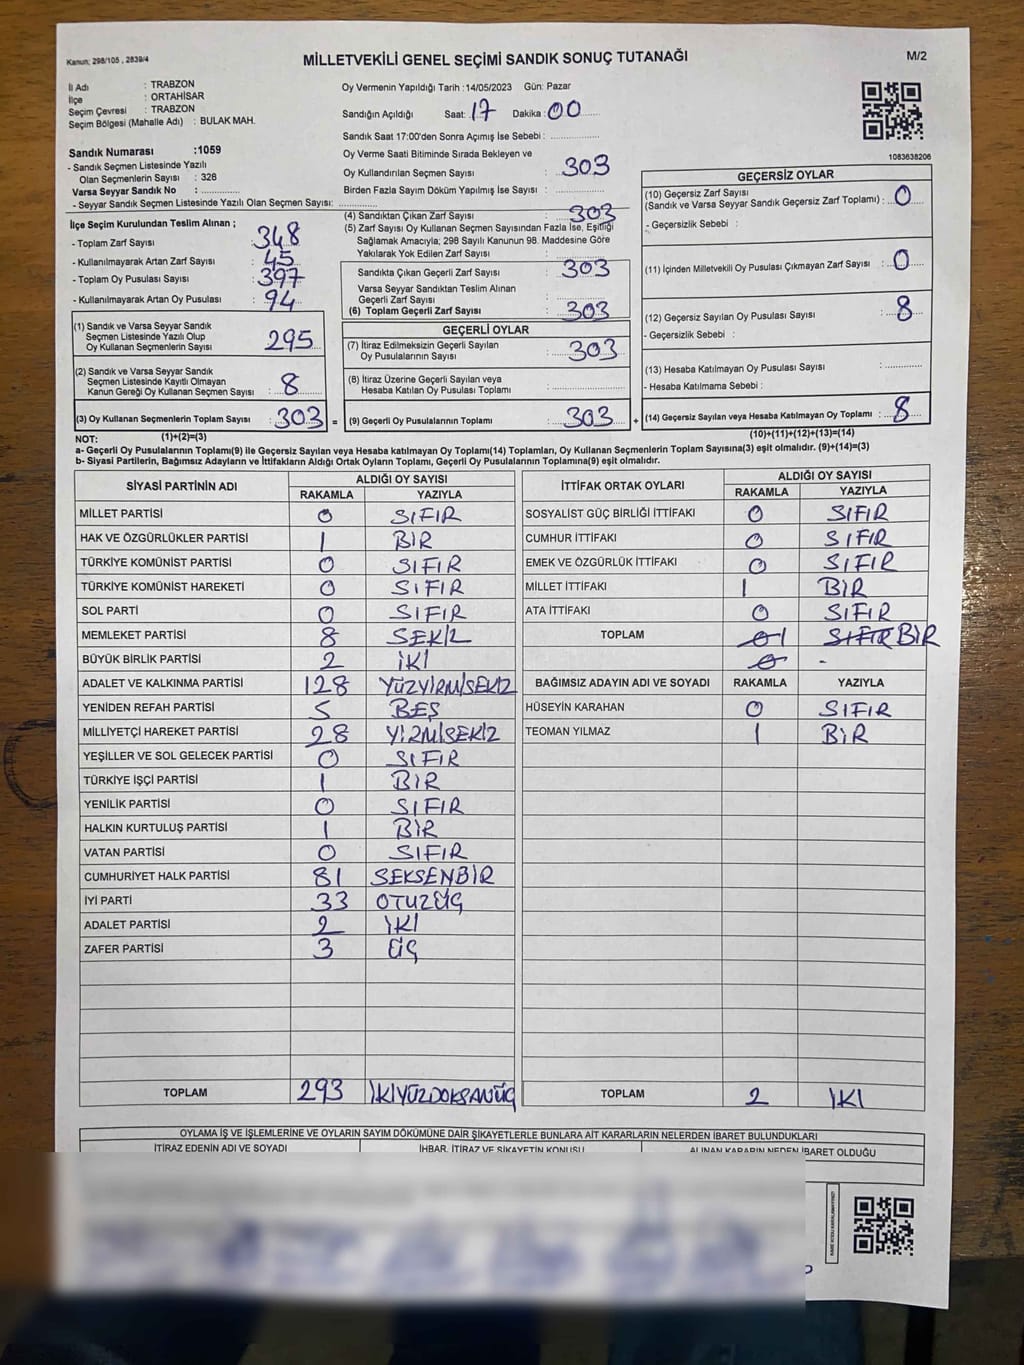 Kanun: 298/105 , 2839/4
MİLLETVEKİLİ GENEL SEÇİMİ SANDIK SONUÇ TUTANAĞI
M/2
İl Adı : TRABZON
İlçe : ORTAHİSAR
Seçim Çevresi : TRABZON
Seçim Bölgesi (Mahalle Adı) : BULAK MAH.
Sandık Numarası :1059
- Sandık Seçmen Listesinde Yazılı
Olan Seçmenlerin Sayısı : 328
Varsa Seyyar Sandık No :
- Seyyar Sandık Seçmen Listesinde Yazılı Olan Seçmen Sayısı:
Oy Vermenin Yapıldığı Tarih :14/05/2023 Gün: Pazar
Sandığın Açıldığı Saat: 17 Dakika: 00
Sandık Saat 17:00'den Sonra Açımış İse Sebebi :
Oy Verme Saati Bitiminde Sırada Bekleyen ve
Oy Kullandırılan Seçmen Sayısı : 303
Birden Fazla Sayım Döküm Yapılmış İse Sayısı :
1083638206
İlçe Seçim Kurulundan Teslim Alınan ;
- Toplam Zarf Sayısı : 348
- Kullanılmayarak Artan Zarf Sayısı : 45
- Toplam Oy Pusulası Sayısı : 397
- Kullanılmayarak Artan Oy Pusulası : 94
(1) Sandık ve Varsa Seyyar Sandık
Seçmen Listesinde Yazılı Olup
Oy Kullanan Seçmenlerin Sayısı : 295
(2) Sandık ve Varsa Seyyar Sandık
Seçmen Listesinde Kayıtlı Olmayan
Kanun Gereği Oy Kullanan Seçmen Sayısı : 8
(3) Oy Kullanan Seçmenlerin Toplam Sayısı : 303
(1)+(2)=(3)
(4) Sandıktan Çıkan Zarf Sayısı : 303
(5) Zarf Sayısı Oy Kullanan Seçmen Sayısından Fazla İse, Eşitliği
Sağlamak Amacıyla; 298 Sayılı Kanunun 98. Maddesine Göre
Yakılarak Yok Edilen Zarf Sayısı :
Sandıkta Çıkan Geçerli Zarf Sayısı : 303
Varsa Seyyar Sandıktan Teslim Alınan
Geçerli Zarf Sayısı :
(6) Toplam Geçerli Zarf Sayısı : 303
GEÇERLİ OYLAR
(7) İtiraz Edilmeksizin Geçerli Sayılan
Oy Pusulalarının Sayısı : 303
(8) İtiraz Üzerine Geçerli Sayılan veya
Hesaba Katılan Oy Pusulası Toplamı :
= (9) Geçerli Oy Pusulalarının Toplamı : 303 +
GEÇERSİZ OYLAR
(10) Geçersiz Zarf Sayısı
(Sandık ve Varsa Seyyar Sandık Geçersiz Zarf Toplamı) : 0
- Geçersizlik Sebebi :
(11) İçinden Milletvekili Oy Pusulası Çıkmayan Zarf Sayısı : 0
(12) Geçersiz Sayılan Oy Pusulası Sayısı : 8
- Geçersizlik Sebebi :
(13) Hesaba Katılmayan Oy Pusulası Sayısı :
- Hesaba Katılmama Sebebi :
(14) Geçersiz Sayılan veya Hesaba Katılmayan Oy Toplamı : 8
(10)+(11)+(12)+(13)=(14)
NOT:
a- Geçerli Oy Pusulalarının Toplamı(9) ile Geçersiz Sayılan veya Hesaba katılmayan Oy Toplamı(14) Toplamları, Oy Kullanan Seçmenlerin Toplam Sayısına(3) eşit olmalıdır. (9)+(14)=(3)
b- Siyasi Partilerin, Bağımsız Adayların ve İttifakların Aldığı Ortak Oyların Toplamı, Geçerli Oy Pusulalarının Toplamına(9) eşit olmalıdır.
SİYASİ PARTİNİN ADI ALDIĞI OY SAYISI
RAKAMLA YAZIYLA
MİLLET PARTİSİ 0 SIFIR
HAK VE ÖZGÜRLÜKLER PARTİSİ 1 BİR
TÜRKİYE KOMÜNİST PARTİSİ 0 SIFIR
TÜRKİYE KOMÜNİST HAREKETİ 0 SIFIR
SOL PARTİ 0 SIFIR
MEMLEKET PARTİSİ 8 SEKİZ
BÜYÜK BİRLİK PARTİSİ 2 İKİ
ADALET VE KALKINMA PARTİSİ 128 YÜZYİRMİSEKİZ
YENİDEN REFAH PARTİSİ 5 BEŞ
MİLLİYETÇİ HAREKET PARTİSİ 28 YİRMİSEKİZ
YEŞİLLER VE SOL GELECEK PARTİSİ 0 SIFIR
TÜRKİYE İŞÇİ PARTİSİ 1 BİR
YENİLİK PARTİSİ 0 SIFIR
HALKIN KURTULUŞ PARTİSİ 1 BİR
VATAN PARTİSİ 0 SIFIR
CUMHURİYET HALK PARTİSİ 81 SEKSENBİR
İYİ PARTİ 33 OTUZÜÇ
ADALET PARTİSİ 2 İKİ
ZAFER PARTİSİ 3 ÜÇ
TOPLAM 293 İKİYÜZDOKSANÜÇ
İTTİFAK ORTAK OYLARI ALDIĞI OY SAYISI
RAKAMLA YAZIYLA
SOSYALİST GÜÇ BİRLİĞİ İTTİFAKI 0 SIFIR
CUMHUR İTTİFAKI 0 SIFIR
EMEK VE ÖZGÜRLÜK İTTİFAKI 0 SIFIR
MİLLET İTTİFAKI 1 BİR
ATA İTTİFAKI 0 SIFIR
TOPLAM 0 1 SIFIR BİR
0 -
BAĞIMSIZ ADAYIN ADI VE SOYADI RAKAMLA YAZIYLA
HÜSEYİN KARAHAN 0 SIFIR
TEOMAN YILMAZ 1 BİR
TOPLAM 2 İKİ
OYLAMA İŞ VE İŞLEMLERİNE VE OYLARIN SAYIM DÖKÜMÜNE DAİR ŞİKAYETLERLE BUNLARA AİT KARARLARIN NELERDEN İBARET BULUNDUKLARI
İTİRAZ EDENİN ADI VE SOYADI İHBAR, İTİRAZ VE ŞİKAYETİN KONUSU ALINAN KARARIN NEDEN İBARET OLDUĞU